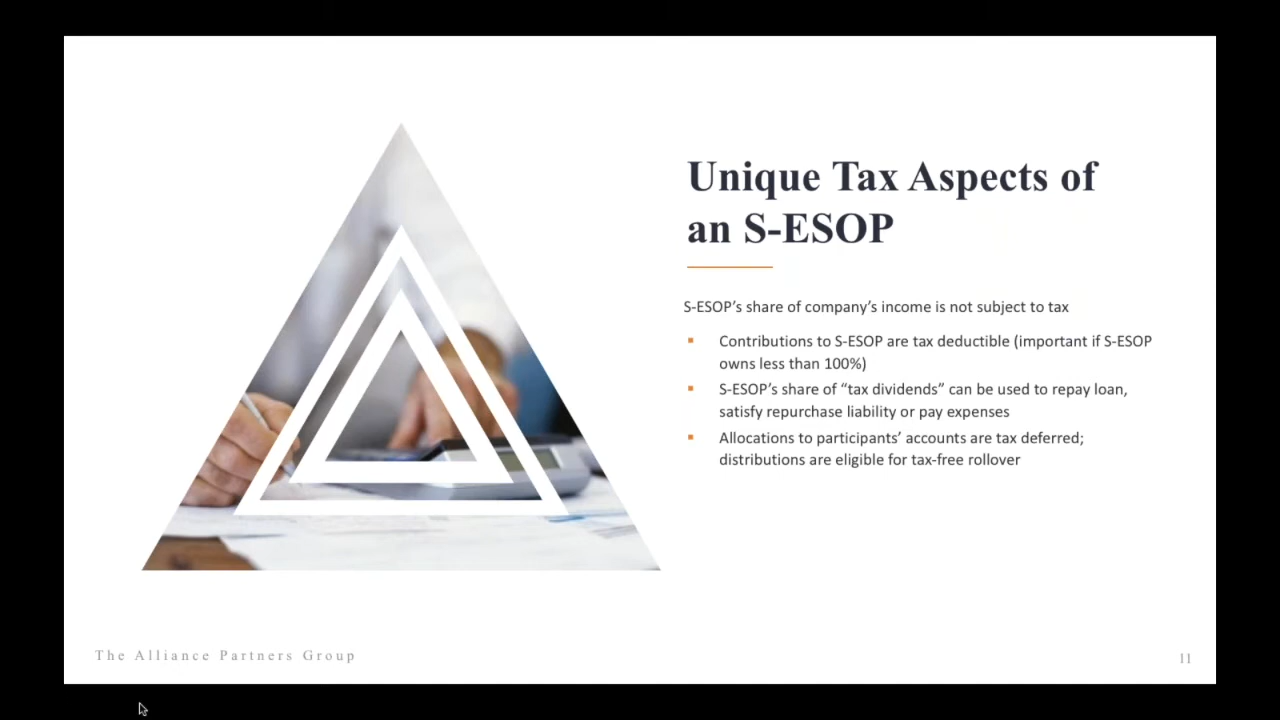 Unique Tax Aspects of
an S-ESOP
S-ESOP’s share of company’s income is not subject to tax
▪ Contributions to S-ESOP are tax deductible (important if S-ESOP
owns less than 100%)
▪ S-ESOP’s share of “tax dividends” can be used to repay loan,
satisfy repurchase liability or pay expenses
▪ Allocations to participants’ accounts are tax deferred;
distributions are eligible for tax-free rollover
The Alliance Partners Group
11